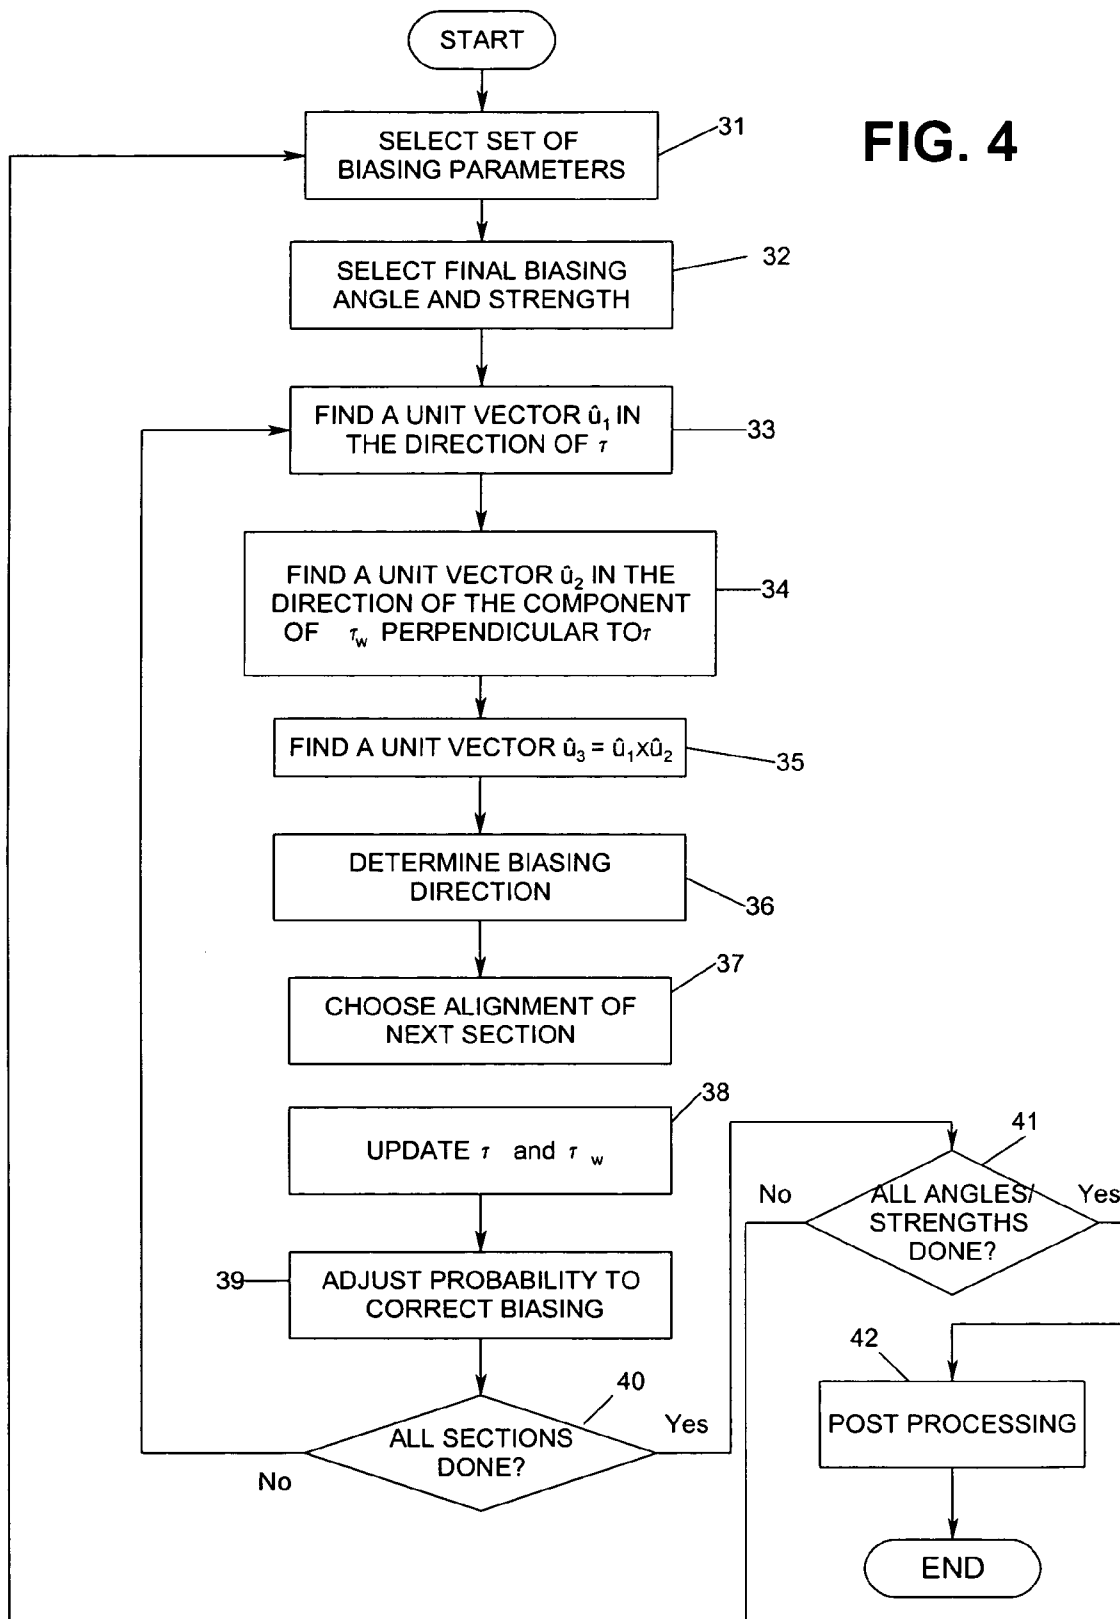 START
FIG. 4
31
SELECT SET OF
BIASING PARAMETERS
32
SELECT FINAL BIASING
ANGLE AND STRENGTH
FIND A UNIT VECTOR û₁ IN
THE DIRECTION OF τ
33
FIND A UNIT VECTOR û₂ IN THE
DIRECTION OF THE COMPONENT
OF τw PERPENDICULAR TO τ
34
FIND A UNIT VECTOR û₃ = û₁xû₂
35
DETERMINE BIASING
DIRECTION
36
37
CHOOSE ALIGNMENT OF
NEXT SECTION
38
UPDATE τ and τ w
39
ADJUST PROBABILITY TO
CORRECT BIASING
40
ALL SECTIONS
DONE?
No
Yes
41
No
ALL ANGLES/
STRENGTHS
DONE?
Yes
42
POST PROCESSING
END